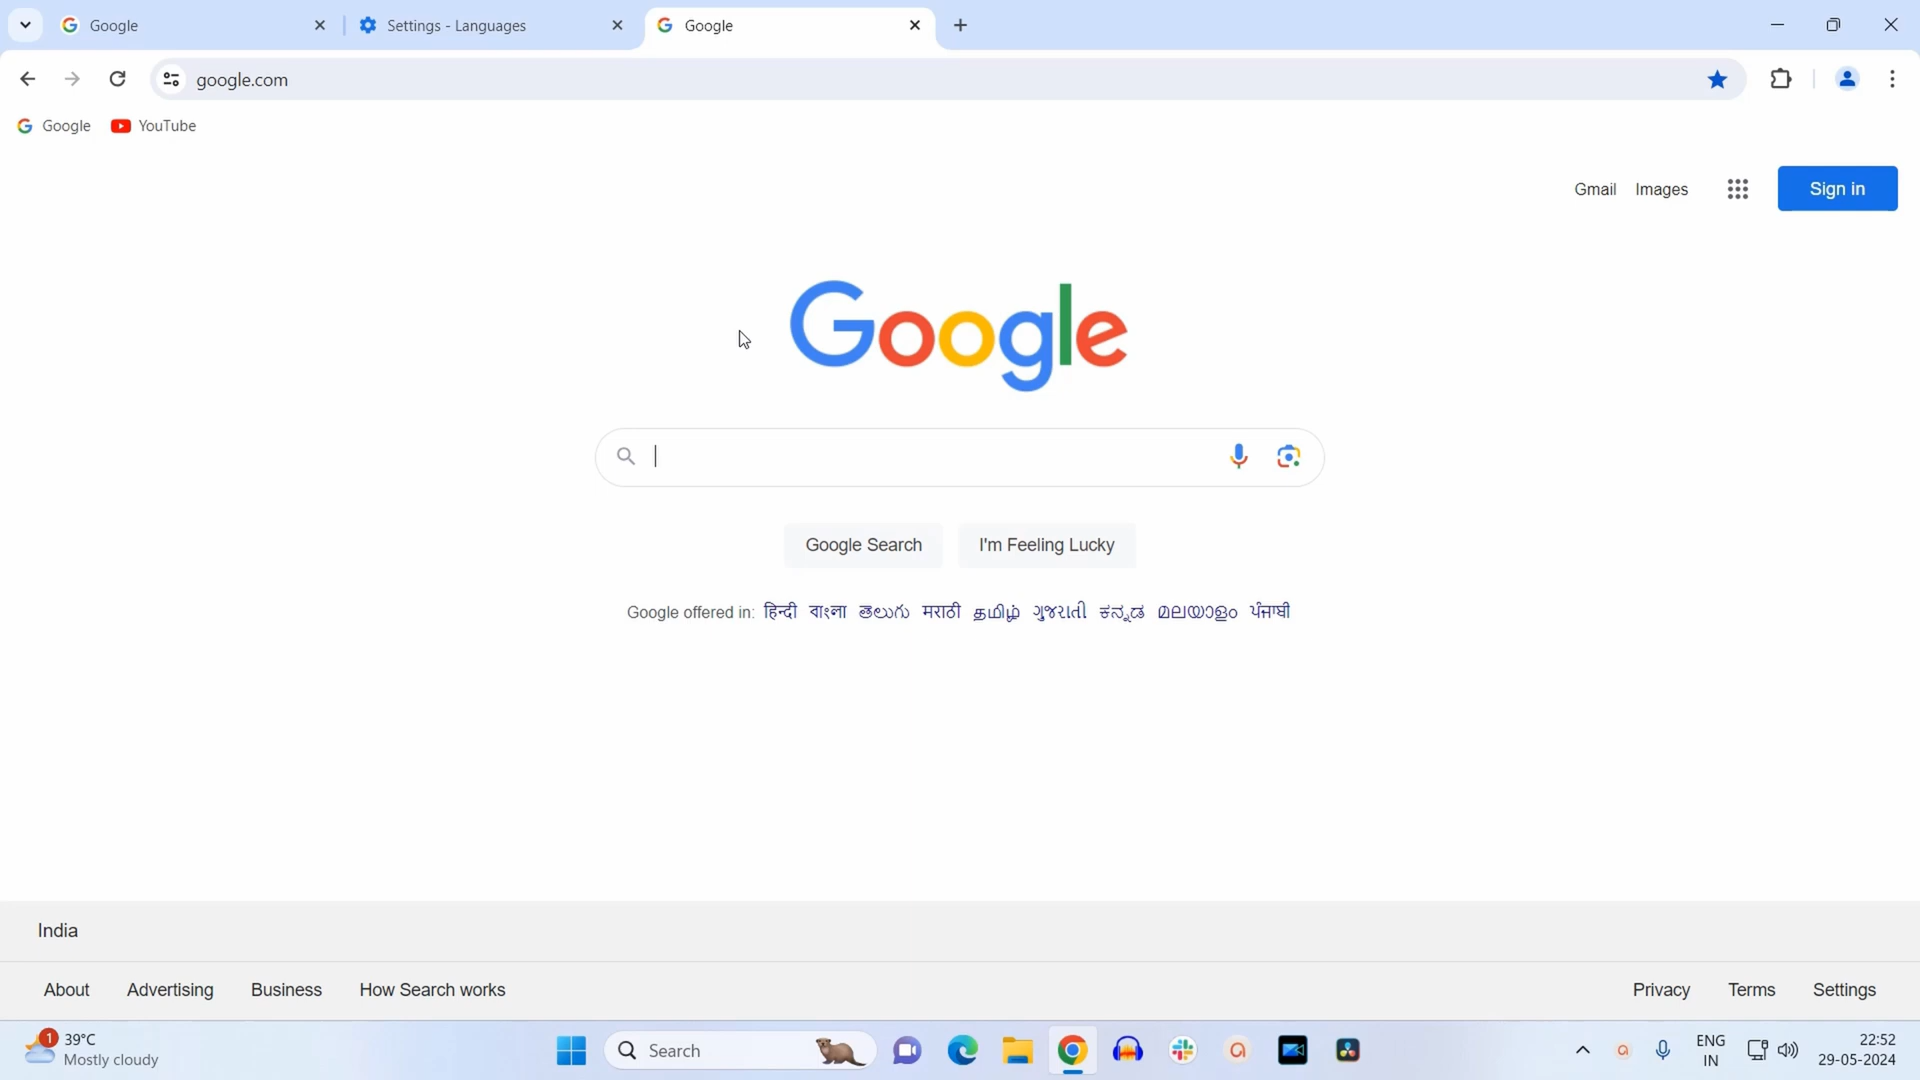 Google
Settings - Languages
Google
google.com
Google
YouTube
Gmail
Images
Sign in
Google
Google Search
I'm Feeling Lucky
Google offered in: हिन्दी বাংলা తెలుగు मराठी தமிழ் ગુજરાતી ಕನ್ನಡ മലയാളം ਪੰਜਾਬੀ
India
About
Advertising
Business
How Search works
Privacy
Terms
Settings
1
39°C
Mostly cloudy
Search
ENG
IN
22:52
29-05-2024